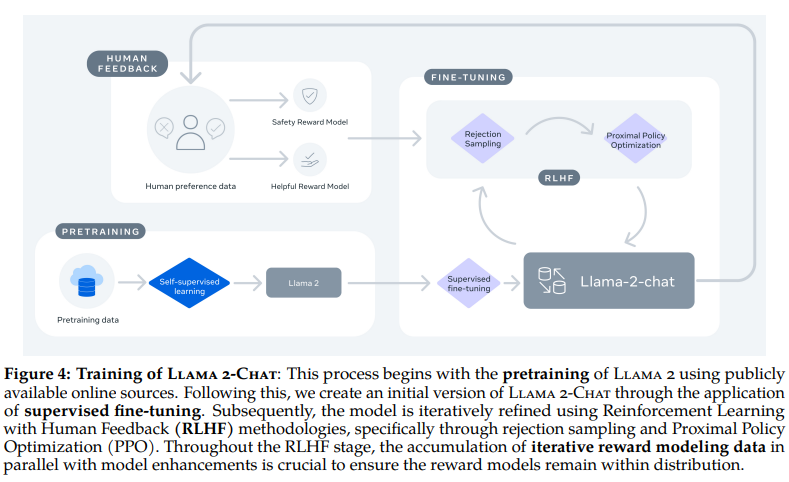 HUMAN
FEEDBACK
Safety Reward Model
Human preference data
Helpful Reward Model
FINE-TUNING
Rejection
Sampling
Proximal Policy
Optimization
RLHF
PRETRAINING
Pretraining data
Self-supervised
learning
Llama 2
Supervised
fine-tuning
Llama-2-chat
Figure 4: Training of LLAMA 2-CHAT: This process begins with the pretraining of LLAMA 2 using publicly
available online sources. Following this, we create an initial version of LLAMA 2-CHAT through the application
of supervised fine-tuning. Subsequently, the model is iteratively refined using Reinforcement Learning
with Human Feedback (RLHF) methodologies, specifically through rejection sampling and Proximal Policy
Optimization (PPO). Throughout the RLHF stage, the accumulation of iterative reward modeling data in
parallel with model enhancements is crucial to ensure the reward models remain within distribution.